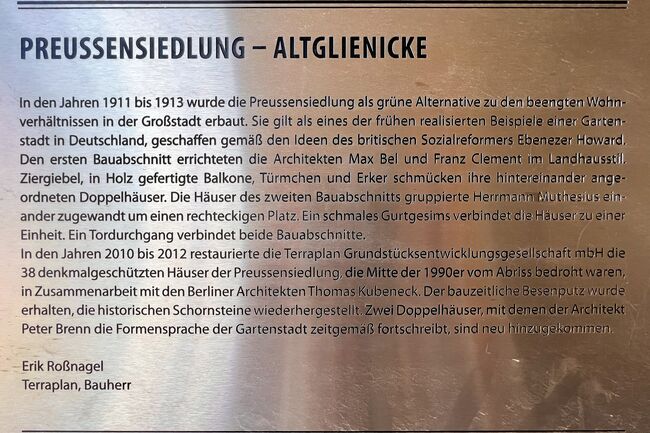 PREUSSENSIEDLUNG – ALTGLIENICKE
In den Jahren 1911 bis 1913 wurde die Preussensiedlung als grüne Alternative zu den beengten Wohn-
verhältnissen in der Großstadt erbaut. Sie gilt als eines der frühen realisierten Beispiele einer Garten-
stadt in Deutschland, geschaffen gemäß den Ideen des britischen Sozialreformers Ebenezer Howard.
Den ersten Bauabschnitt errichteten die Architekten Max Bel und Franz Clement im Landhausstil.
Ziergiebel, in Holz gefertigte Balkone, Türmchen und Erker schmücken ihre hintereinander ange-
ordneten Doppelhäuser. Die Häuser des zweiten Bauabschnitts gruppierte Herrmann Muthesius ein-
ander zugewandt um einen rechteckigen Platz. Ein schmales Gurtgesims verbindet die Häuser zu einer
Einheit. Ein Tordurchgang verbindet beide Bauabschnitte.
In den Jahren 2010 bis 2012 restaurierte die Terraplan Grundstücksentwicklungsgesellschaft mbH die
38 denkmalgeschützten Häuser der Preussensiedlung, die Mitte der 1990er vom Abriss bedroht waren,
in Zusammenarbeit mit den Berliner Architekten Thomas Kubeneck. Der bauzeitliche Besenputz wurde
erhalten, die historischen Schornsteine wiederhergestellt. Zwei Doppelhäuser, mit denen der Architekt
Peter Brenn die Formensprache der Gartenstadt zeitgemäß fortschreibt, sind neu hinzugekommen.
Erik Roßnagel
Terraplan, Bauherr